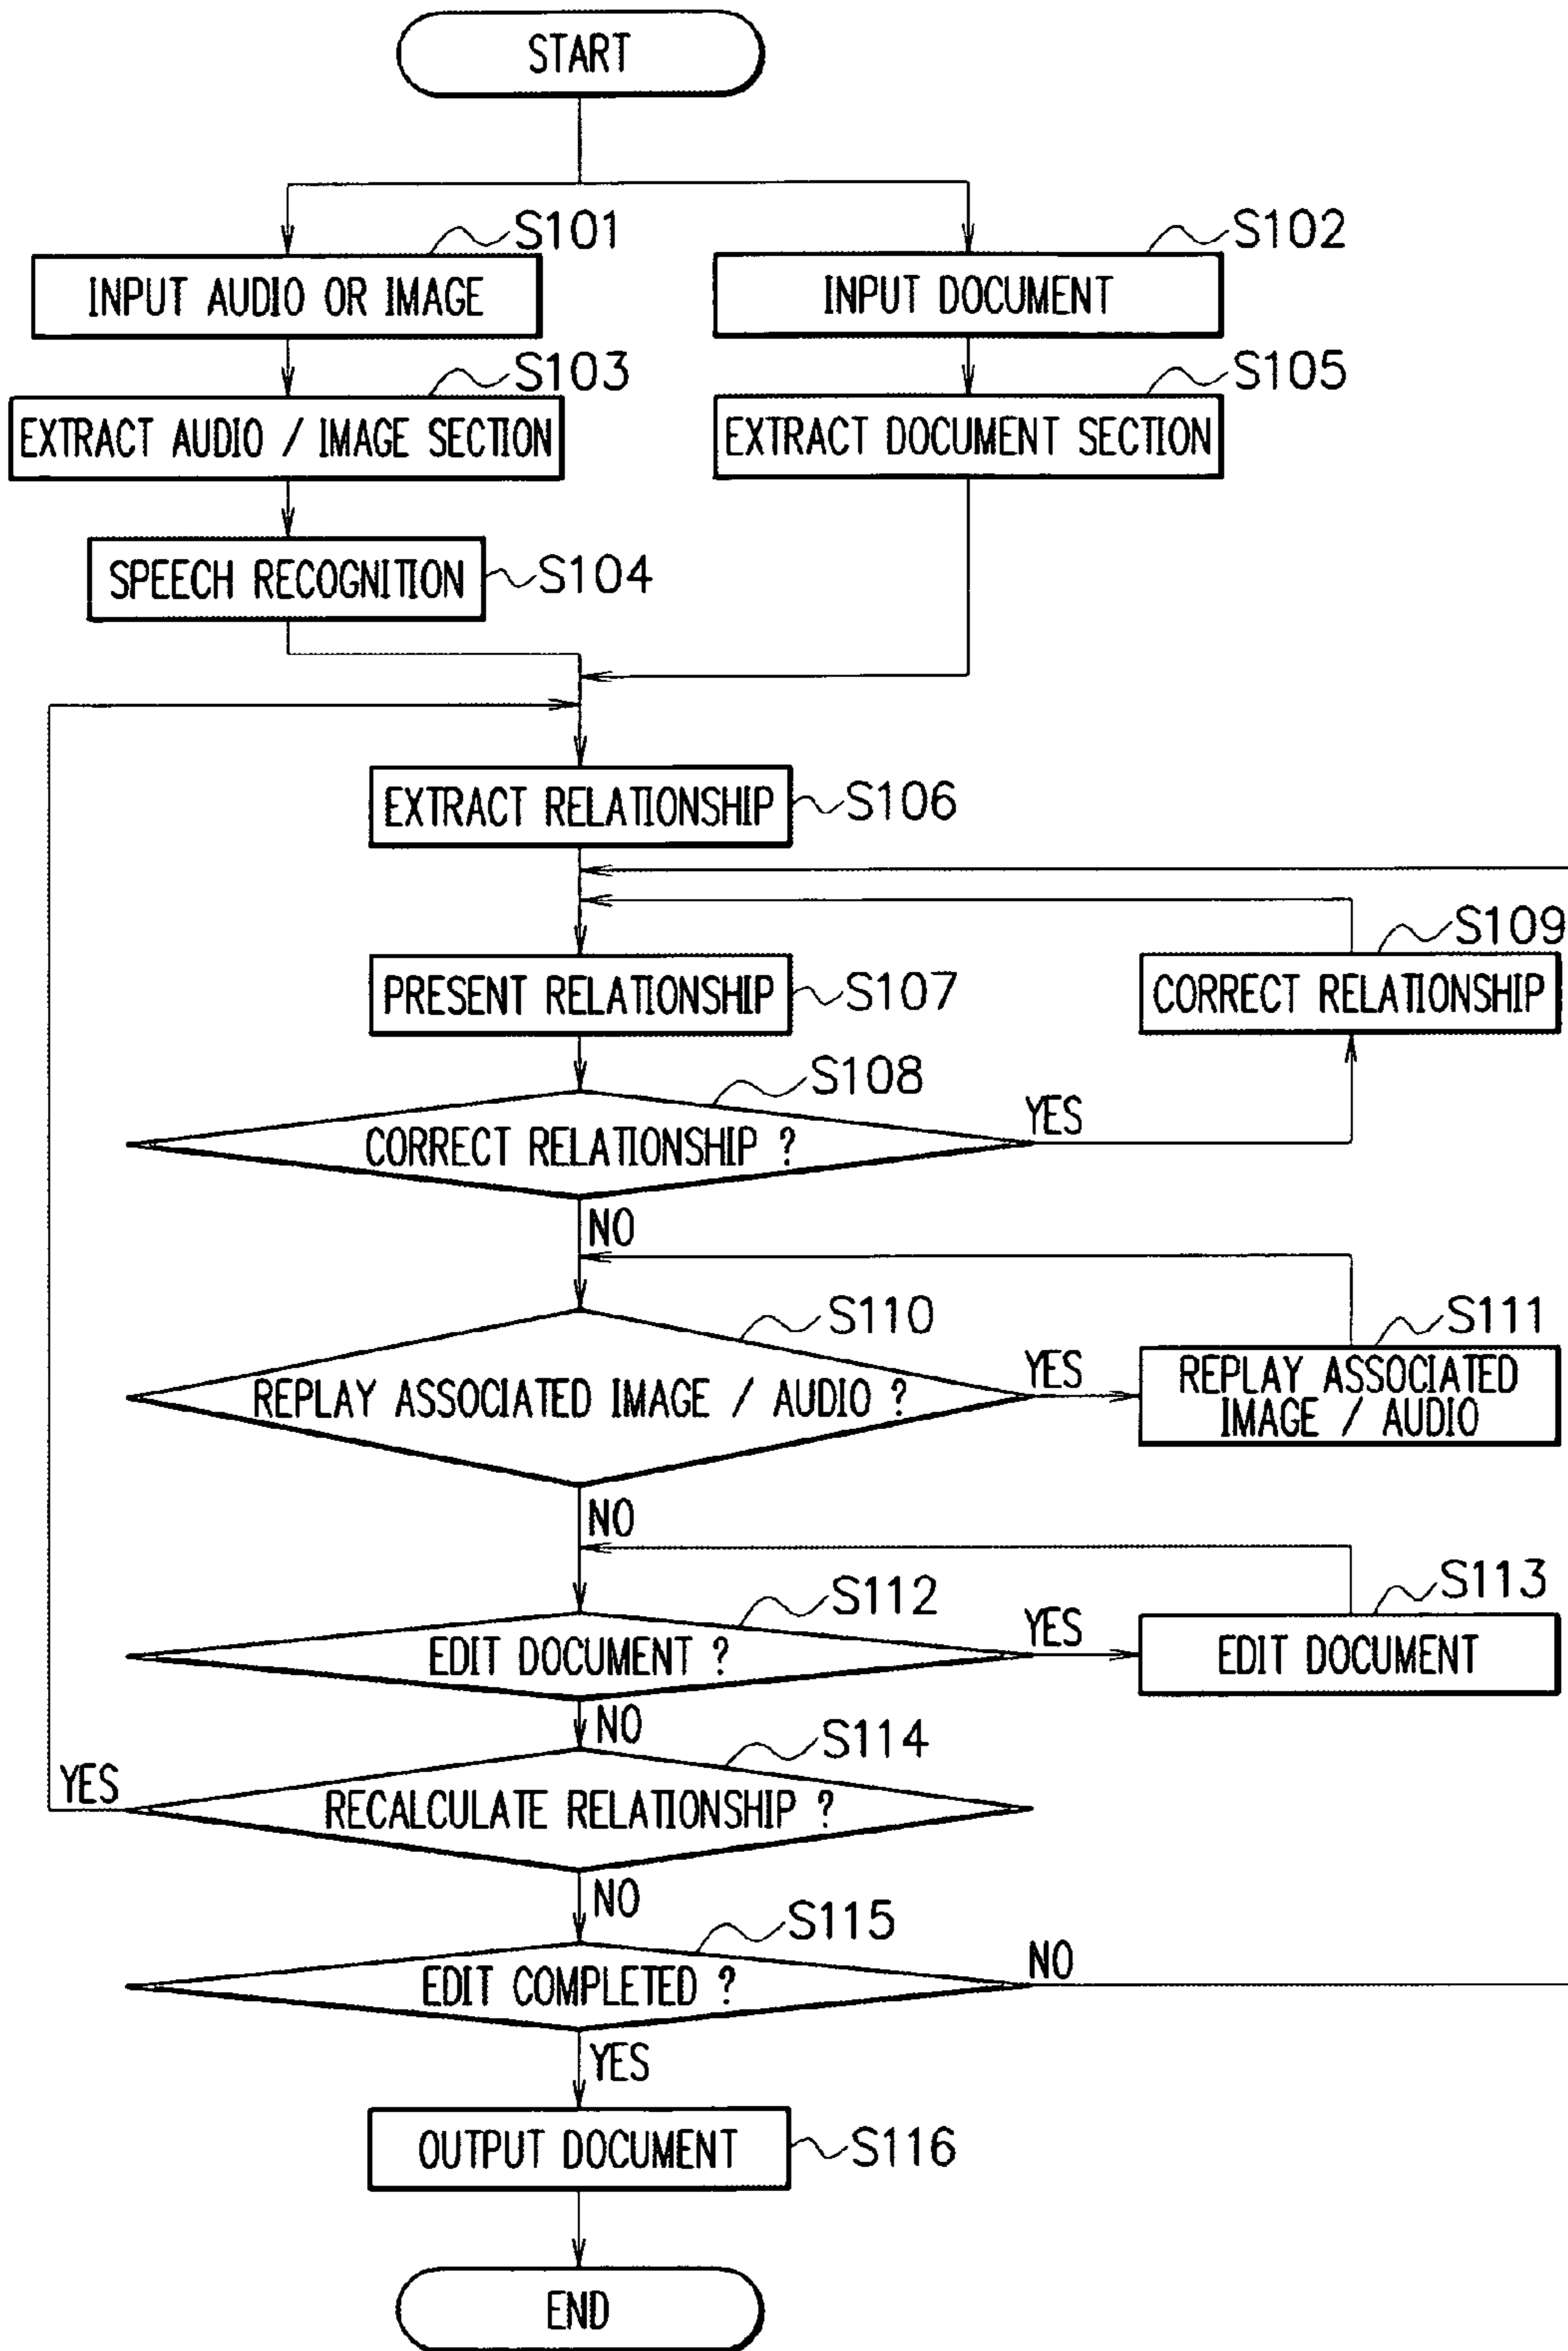 START
S101
S102
INPUT AUDIO OR IMAGE
INPUT DOCUMENT
S103
S105
EXTRACT AUDIO / IMAGE SECTION
EXTRACT DOCUMENT SECTION
SPEECH RECOGNITION
S104
EXTRACT RELATIONSHIP
S106
S109
PRESENT RELATIONSHIP
S107
CORRECT RELATIONSHIP
S108
CORRECT RELATIONSHIP ?
YES
NO
S110
S111
REPLAY ASSOCIATED IMAGE / AUDIO ?
YES
REPLAY ASSOCIATED
IMAGE / AUDIO
NO
S112
S113
EDIT DOCUMENT ?
YES
EDIT DOCUMENT
NO
S114
YES
RECALCULATE RELATIONSHIP ?
NO
S115
EDIT COMPLETED ?
NO
YES
OUTPUT DOCUMENT
S116
END